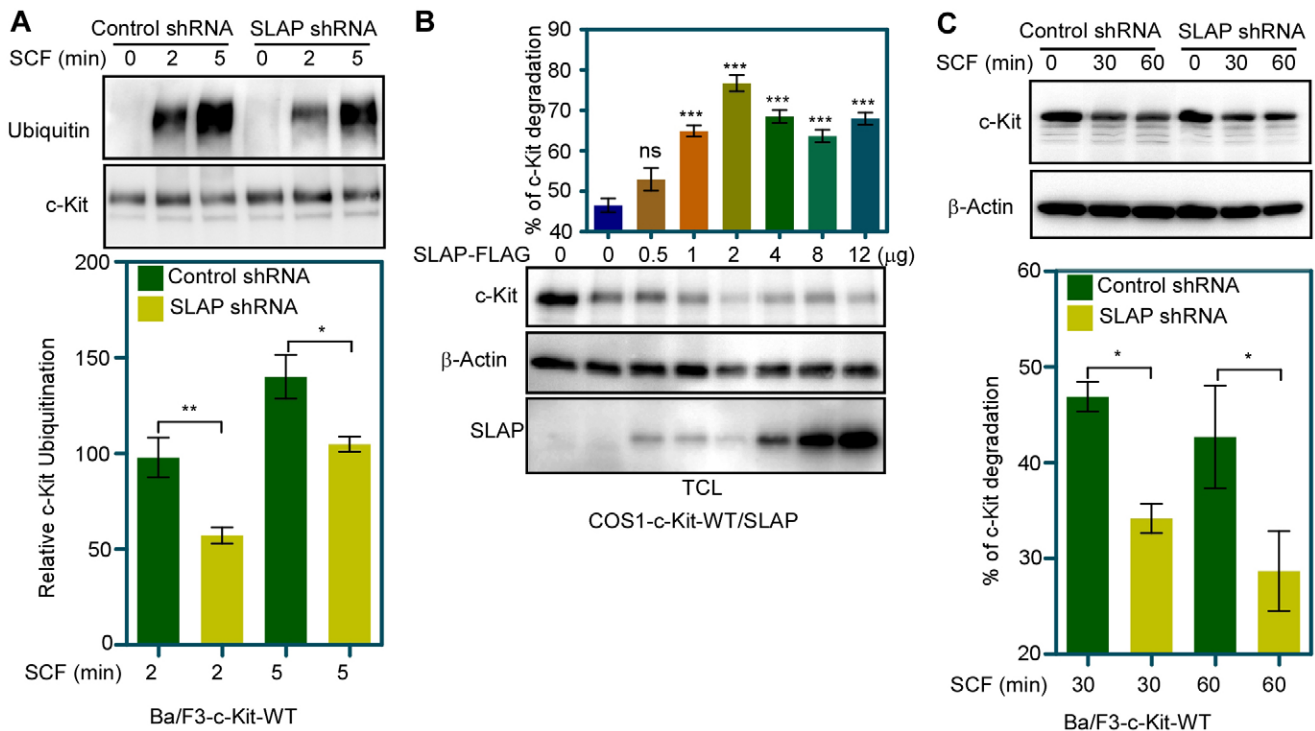 A
Control shRNA SLAP shRNA
SCF (min) 0 2 5 0 2 5
Ubiquitin
c-Kit
200
150
100
50
0
Relative c-Kit Ubiquitination
Control shRNA
SLAP shRNA
**
*
SCF (min) 2 2 5 5
Ba/F3-c-Kit-WT
B
90
80
70
60
50
40
% of c-Kit degradation
ns
***
***
***
***
***
SLAP-FLAG 0 0 0.5 1 2 4 8 12 (μg)
c-Kit
β-Actin
SLAP
TCL
COS1-c-Kit-WT/SLAP
C
Control shRNA SLAP shRNA
SCF (min) 0 30 60 0 30 60
c-Kit
β-Actin
60
50
40
30
20
% of c-Kit degradation
Control shRNA
SLAP shRNA
*
*
SCF (min) 30 30 60 60
Ba/F3-c-Kit-WT